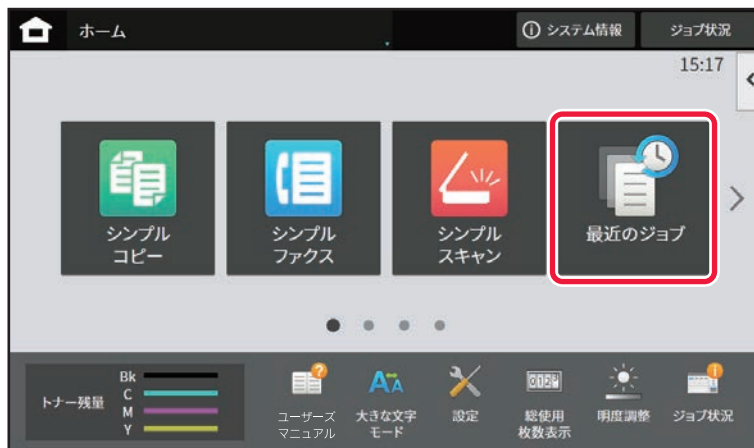 ホーム
システム情報
ジョブ状況
15:17
シンプル
コピー
シンプル
ファクス
シンプル
スキャン
最近のジョブ
トナー残量
Bk
C
M
Y
ユーザーズ
マニュアル
大きな文字
モード
設定
総使用
枚数表示
明度調整
ジョブ状況